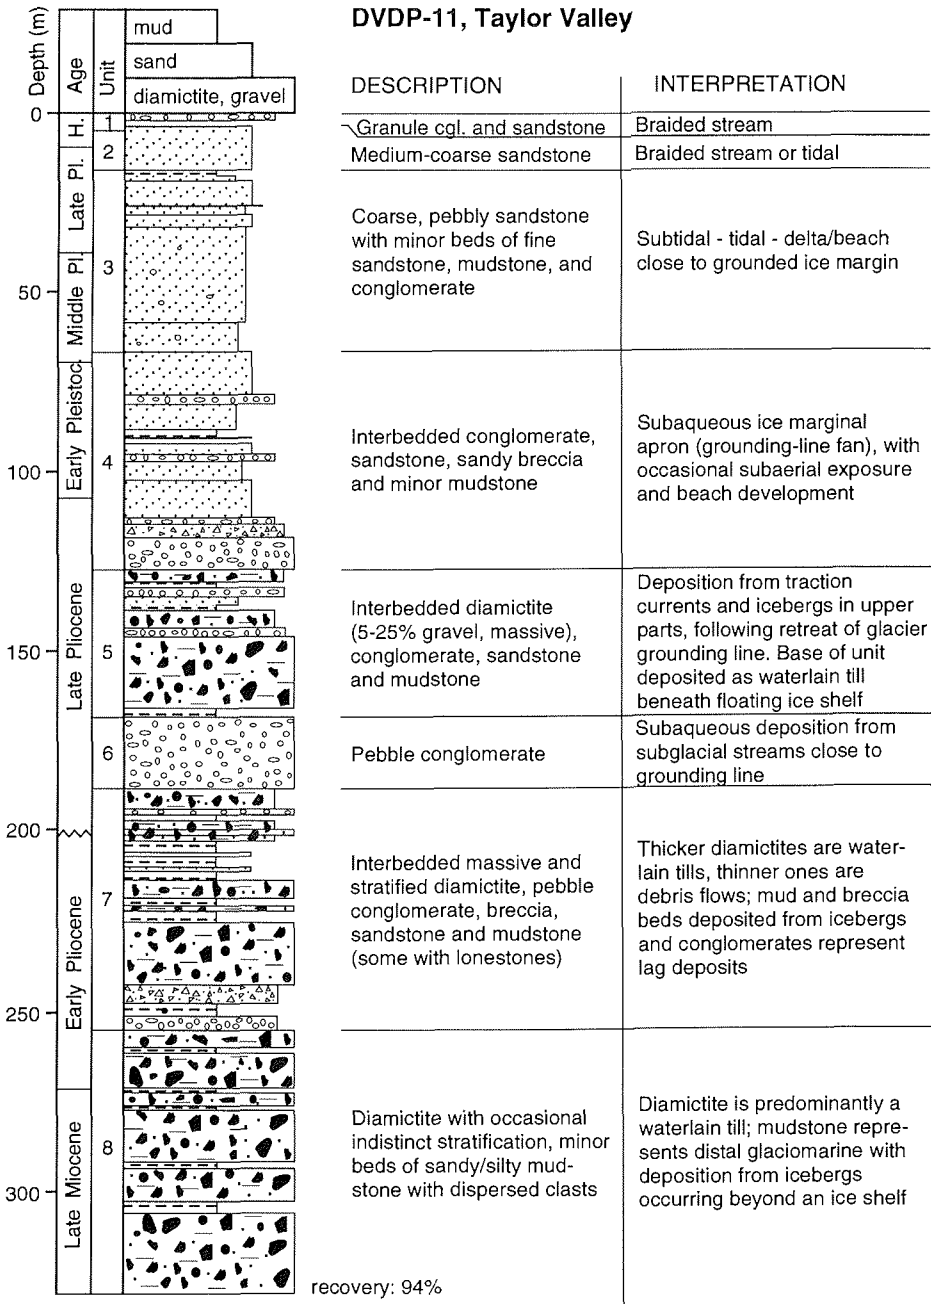 DVDP-11, Taylor Valley
Depth (m)
Age
Unit
mud
sand
diamictite, gravel
DESCRIPTION
INTERPRETATION
0
50
100
150
200
250
300
H.
Late Pl.
Middle Pl.
Early Pleistoc.
Late Pliocene
Early Pliocene
Late Miocene
1
Granule cgl. and sandstone
Braided stream
2
Medium-coarse sandstone
Braided stream or tidal
3
Coarse, pebbly sandstone
with minor beds of fine
sandstone, mudstone, and
conglomerate
Subtidal - tidal - delta/beach
close to grounded ice margin
4
Interbedded conglomerate,
sandstone, sandy breccia
and minor mudstone
Subaqueous ice marginal
apron (grounding-line fan), with
occasional subaerial exposure
and beach development
5
Interbedded diamictite
(5-25% gravel, massive),
conglomerate, sandstone
and mudstone
Deposition from traction
currents and icebergs in upper
parts, following retreat of glacier
grounding line. Base of unit
deposited as waterlain till
beneath floating ice shelf
6
Pebble conglomerate
Subaqueous deposition from
subglacial streams close to
grounding line
7
Interbedded massive and
stratified diamictite, pebble
conglomerate, breccia,
sandstone and mudstone
(some with lonestones)
Thicker diamictites are water-
lain tills, thinner ones are
debris flows; mud and breccia
beds deposited from icebergs
and conglomerates represent
lag deposits
8
Diamictite with occasional
indistinct stratification, minor
beds of sandy/silty mud-
stone with dispersed clasts
Diamictite is predominantly a
waterlain till; mudstone repre-
sents distal glaciomarine with
deposition from icebergs
occurring beyond an ice shelf
recovery: 94%